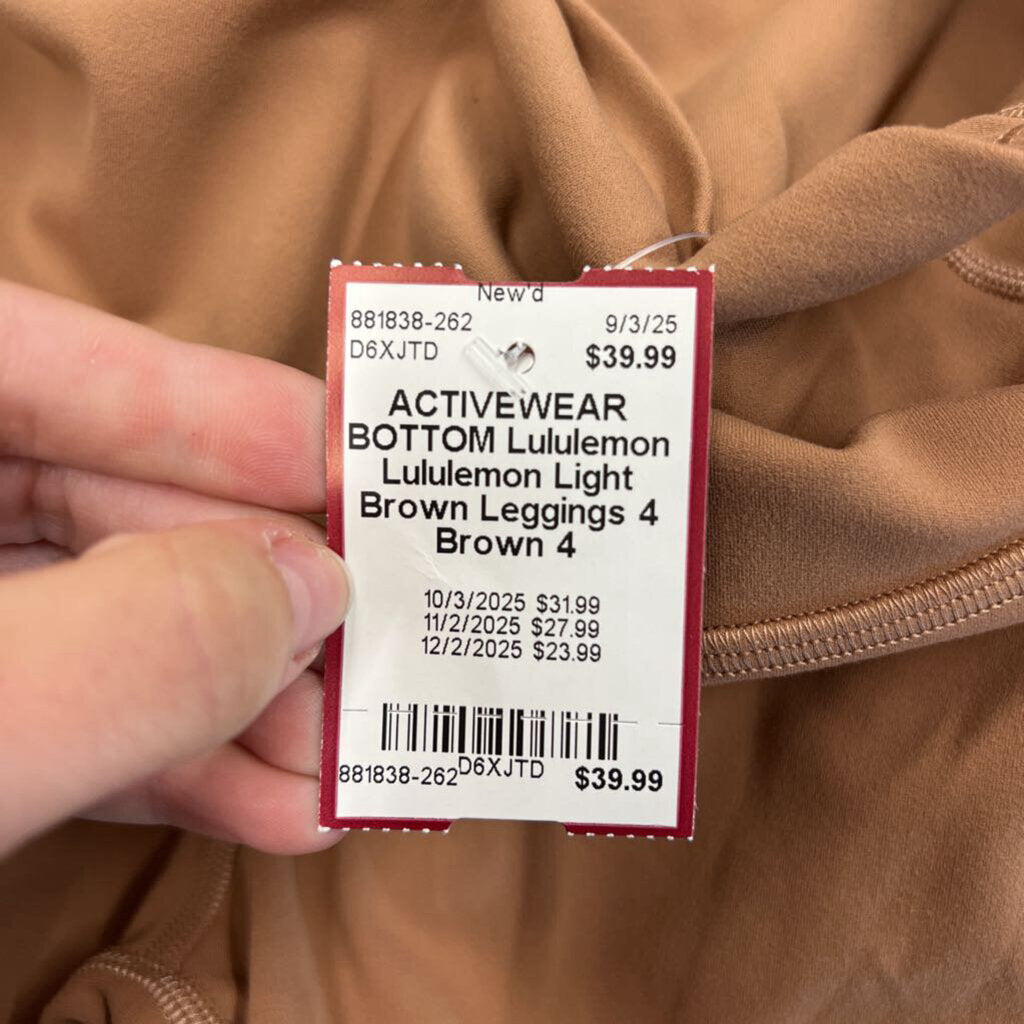 New'd
881838-262 9/3/25
D6XJTD $39.99
ACTIVEWEAR
BOTTOM Lululemon
Lululemon Light
Brown Leggings 4
Brown 4
10/3/2025 $31.99
11/2/2025 $27.99
12/2/2025 $23.99
881838-262 D6XJTD $39.99